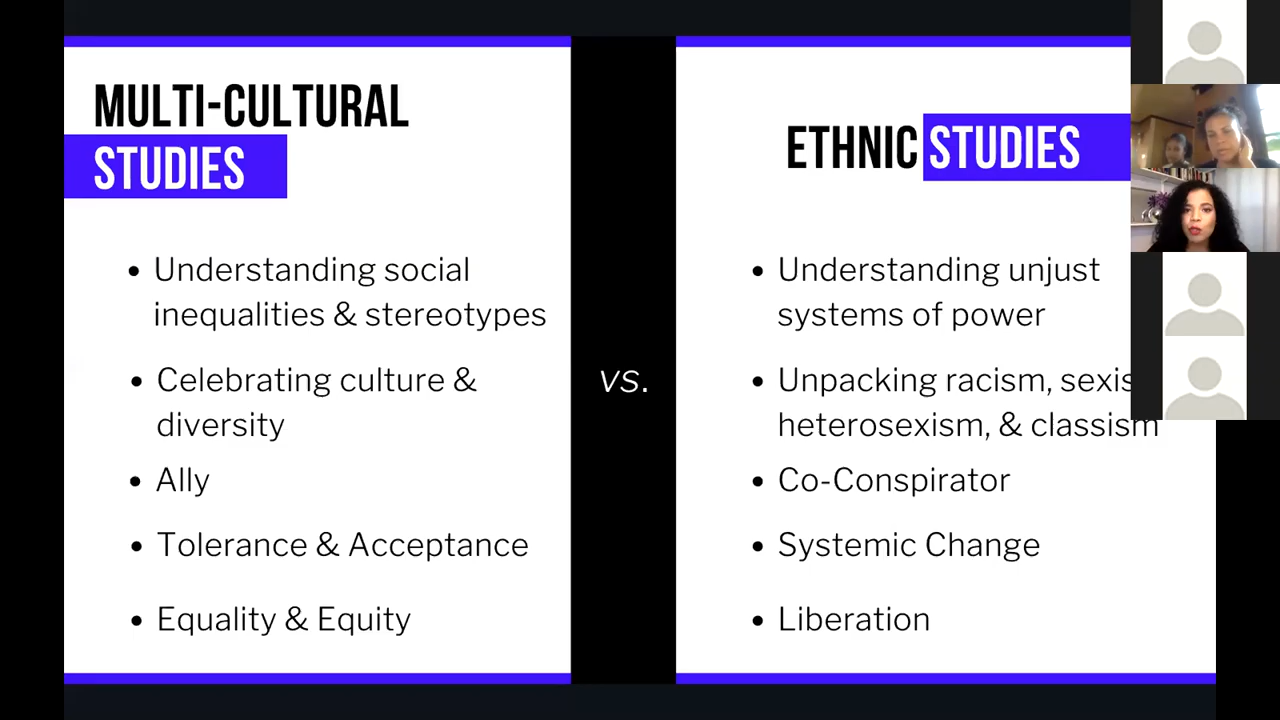 MULTI-CULTURAL
STUDIES
Understanding social
inequalities & stereotypes
Celebrating culture &
diversity
Ally
Tolerance & Acceptance
Equality & Equity
vs.
ETHNIC STUDIES
Understanding unjust
systems of power
Unpacking racism,
heterosexism, & classism
Co-Conspirator
Systemic Change
Liberation